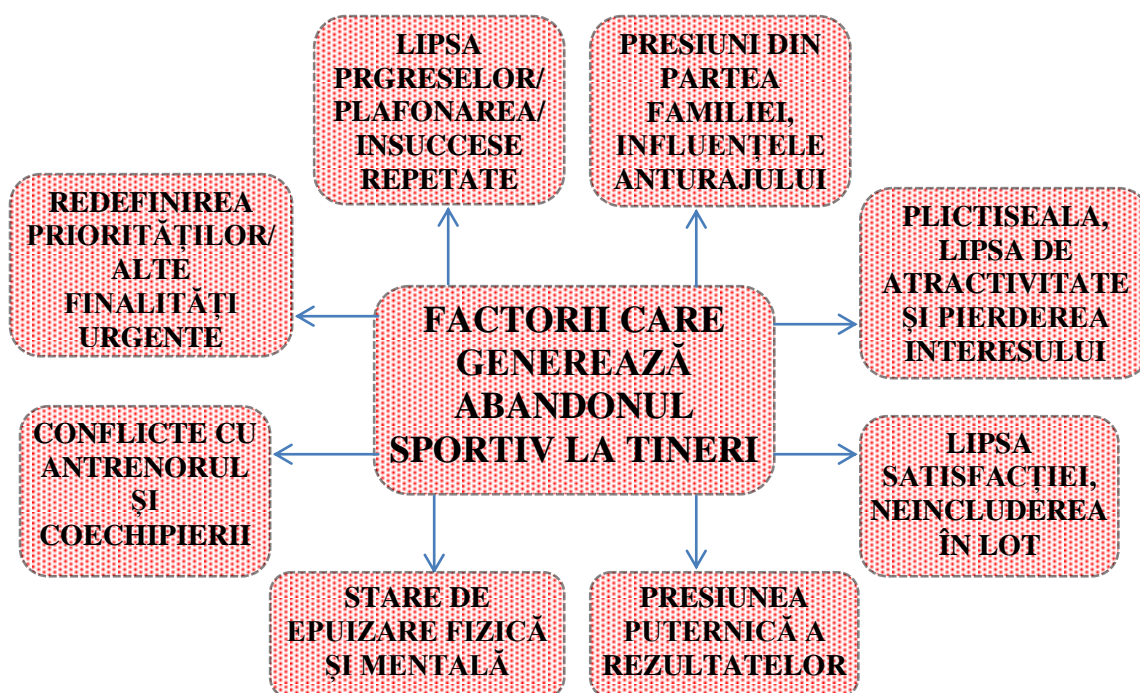 LIPSA
PRGRESELOR/
PLAFONAREA/
INSUCCESE
REPETATE
PRESIUNI DIN
PARTEA
FAMILIEI,
INFLUENȚELE
ANTURAJULUI
REDEFINIREA
PRIORITĂȚILOR/
ALTE
FINALITĂȚI
URGENTE
PLICTISEALA,
LIPSA DE
ATRACTIVITATE
ȘI PIERDEREA
INTERESULUI
FACTORII CARE
GENEREAZĂ
ABANDONUL
SPORTIV LA TINERI
CONFLICTE CU
ANTRENORUL
ȘI
COECHIPIERII
LIPSA
SATISFACȚIEI,
NEINCLUDEREA
ÎN LOT
STARE DE
EPUIZARE FIZICĂ
ȘI MENTALĂ
PRESIUNEA
PUTERNICĂ A
REZULTATELOR